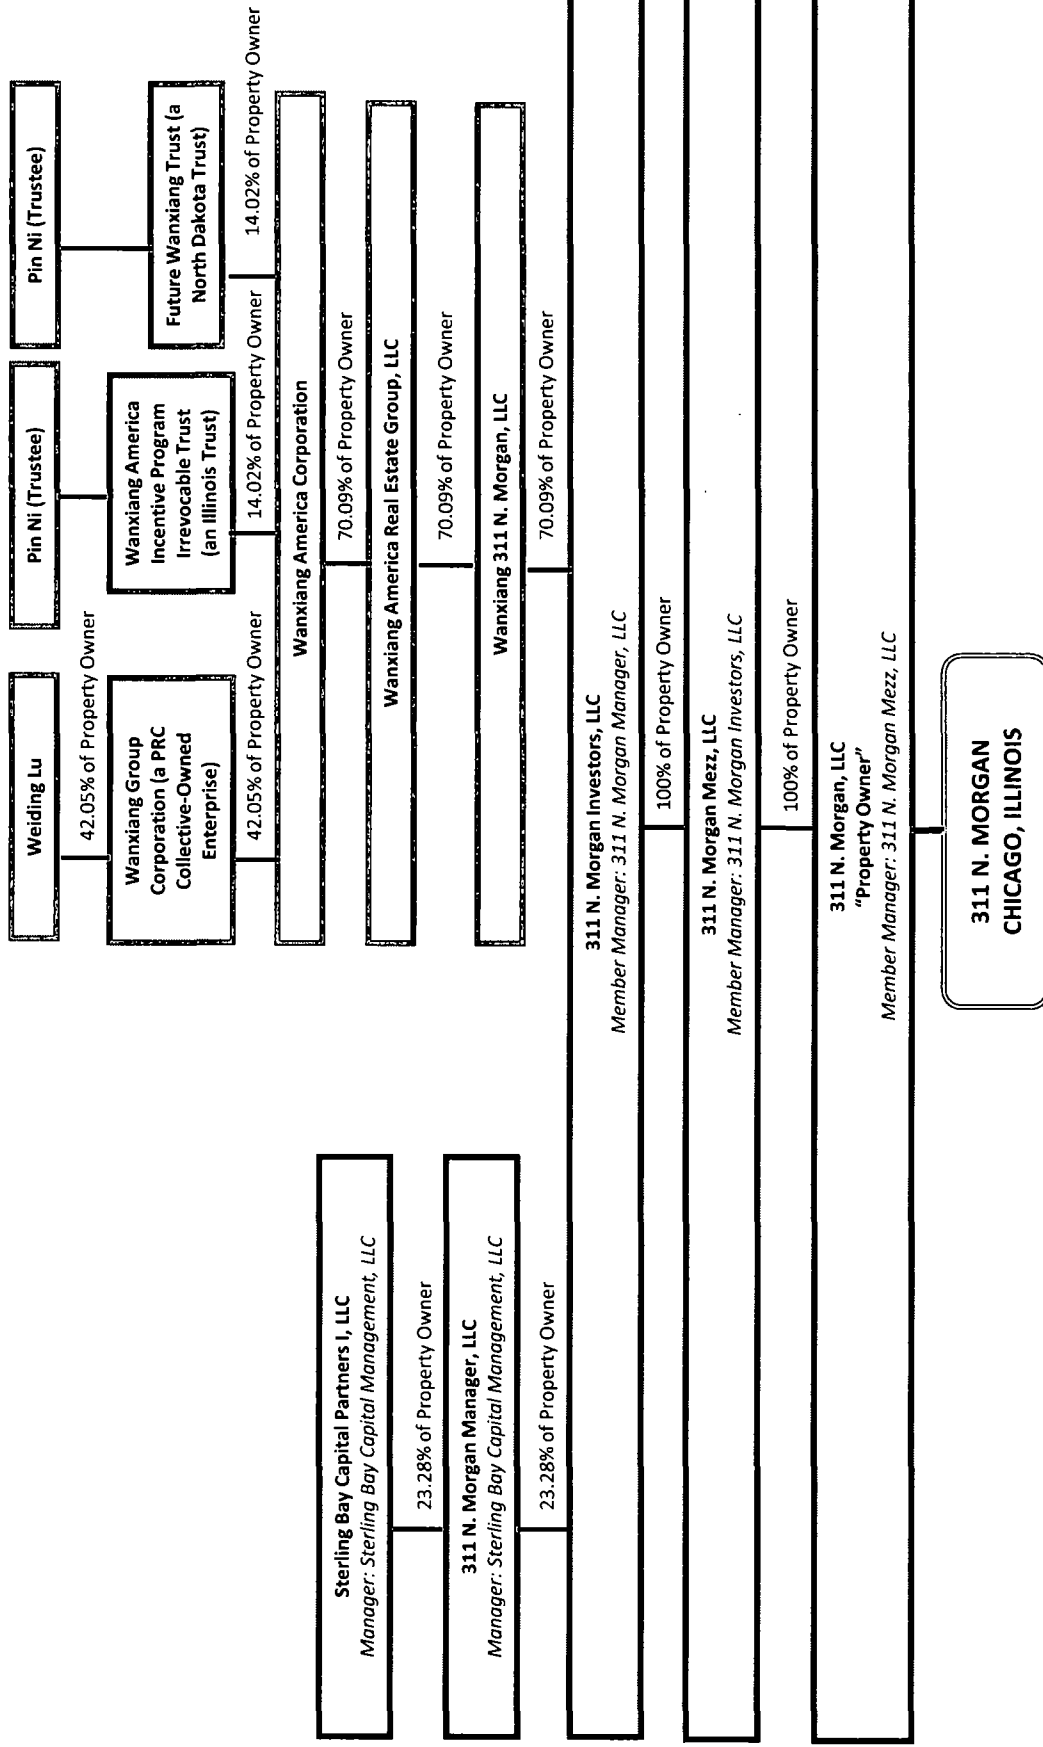 Weiding Lu
42.05% of Property Owner
Wanxiang Group
Corporation (a PRC
Collective-Owned
Enterprise)
42.05% of Property Owner
Pin Ni (Trustee)
Wanxiang America
Incentive Program
Irrevocable Trust
(an Illinois Trust)
14.02% of Property Owner
Pin Ni (Trustee)
Future Wanxiang Trust (a
North Dakota Trust)
14.02% of Property Owner
Wanxiang America Corporation
70.09% of Property Owner
Wanxiang America Real Estate Group, LLC
70.09% of Property Owner
Wanxiang 311 N. Morgan, LLC
70.09% of Property Owner
Sterling Bay Capital Partners I, LLC
Manager: Sterling Bay Capital Management, LLC
23.28% of Property Owner
311 N. Morgan Manager, LLC
Manager: Sterling Bay Capital Management, LLC
23.28% of Property Owner
311 N. Morgan Investors, LLC
Member Manager: 311 N. Morgan Manager, LLC
100% of Property Owner
311 N. Morgan Mezz, LLC
Member Manager: 311 N. Morgan Investors, LLC
100% of Property Owner
311 N. Morgan, LLC
"Property Owner"
Member Manager: 311 N. Morgan Mezz, LLC
311 N. MORGAN
CHICAGO, ILLINOIS